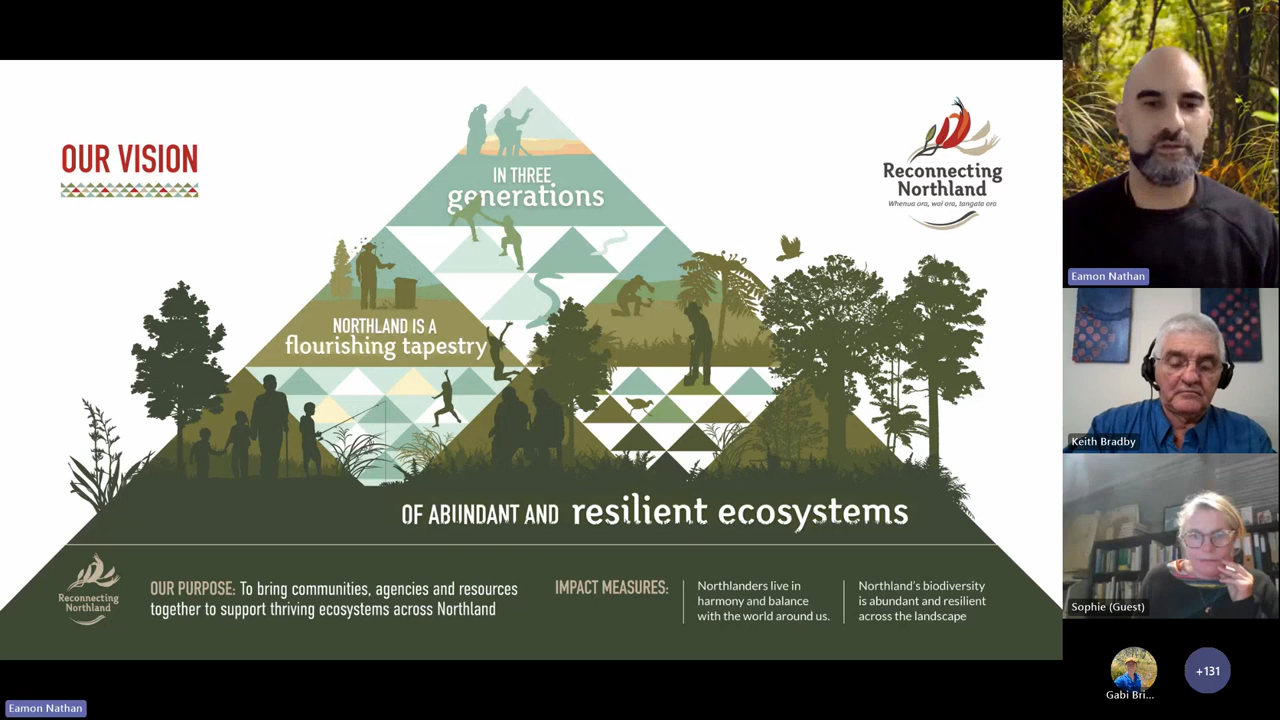 OUR VISION
IN THREE
generations
Reconnecting
Northland
Whenua ora, wai ora, tangata ora
NORTHLAND IS A
flourishing tapestry
OF ABUNDANT AND resilient ecosystems
Reconnecting
Northland
OUR PURPOSE: To bring communities, agencies and resources
together to support thriving ecosystems across Northland
IMPACT MEASURES:
Northlanders live in
harmony and balance
with the world around us.
Northland's biodiversity
is abundant and resilient
across the landscape
Eamon Nathan
Keith Bradby
Sophie (Guest)
Gabi Bri...
+131
Eamon Nathan